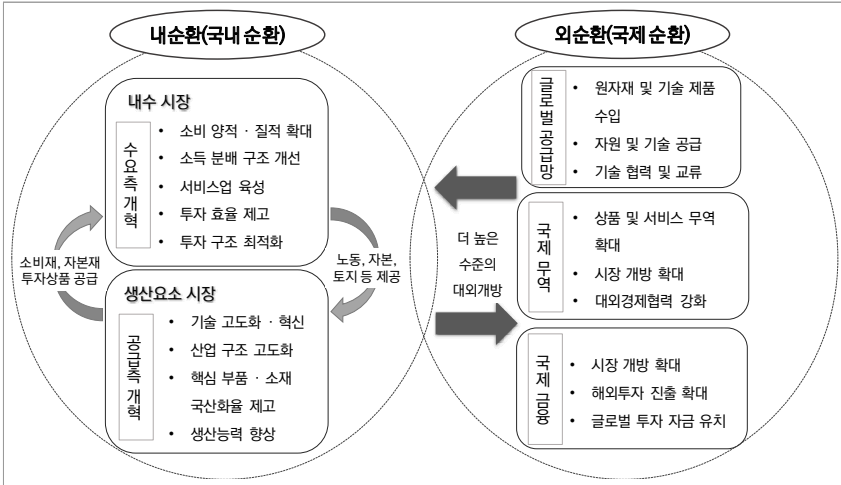 내순환(국내 순환)
내수 시장
수요측 개혁
• 소비 양적 · 질적 확대
• 소득 분배 구조 개선
• 서비스업 육성
• 투자 효율 제고
• 투자 구조 최적화
소비재, 자본재
투자상품 공급
노동, 자본,
토지 등 제공
생산요소 시장
공급측 개혁
• 기술 고도화 · 혁신
• 산업 구조 고도화
• 핵심 부품 · 소재
국산화율 제고
• 생산능력 향상
더 높은
수준의
대외개방
외순환(국제 순환)
글로벌 공급망
• 원자재 및 기술 제품
수입
• 자원 및 기술 공급
• 기술 협력 및 교류
국제 무역
• 상품 및 서비스 무역
확대
• 시장 개방 확대
• 대외경제협력 강화
국제 금융
• 시장 개방 확대
• 해외투자 진출 확대
• 글로벌 투자 자금 유치